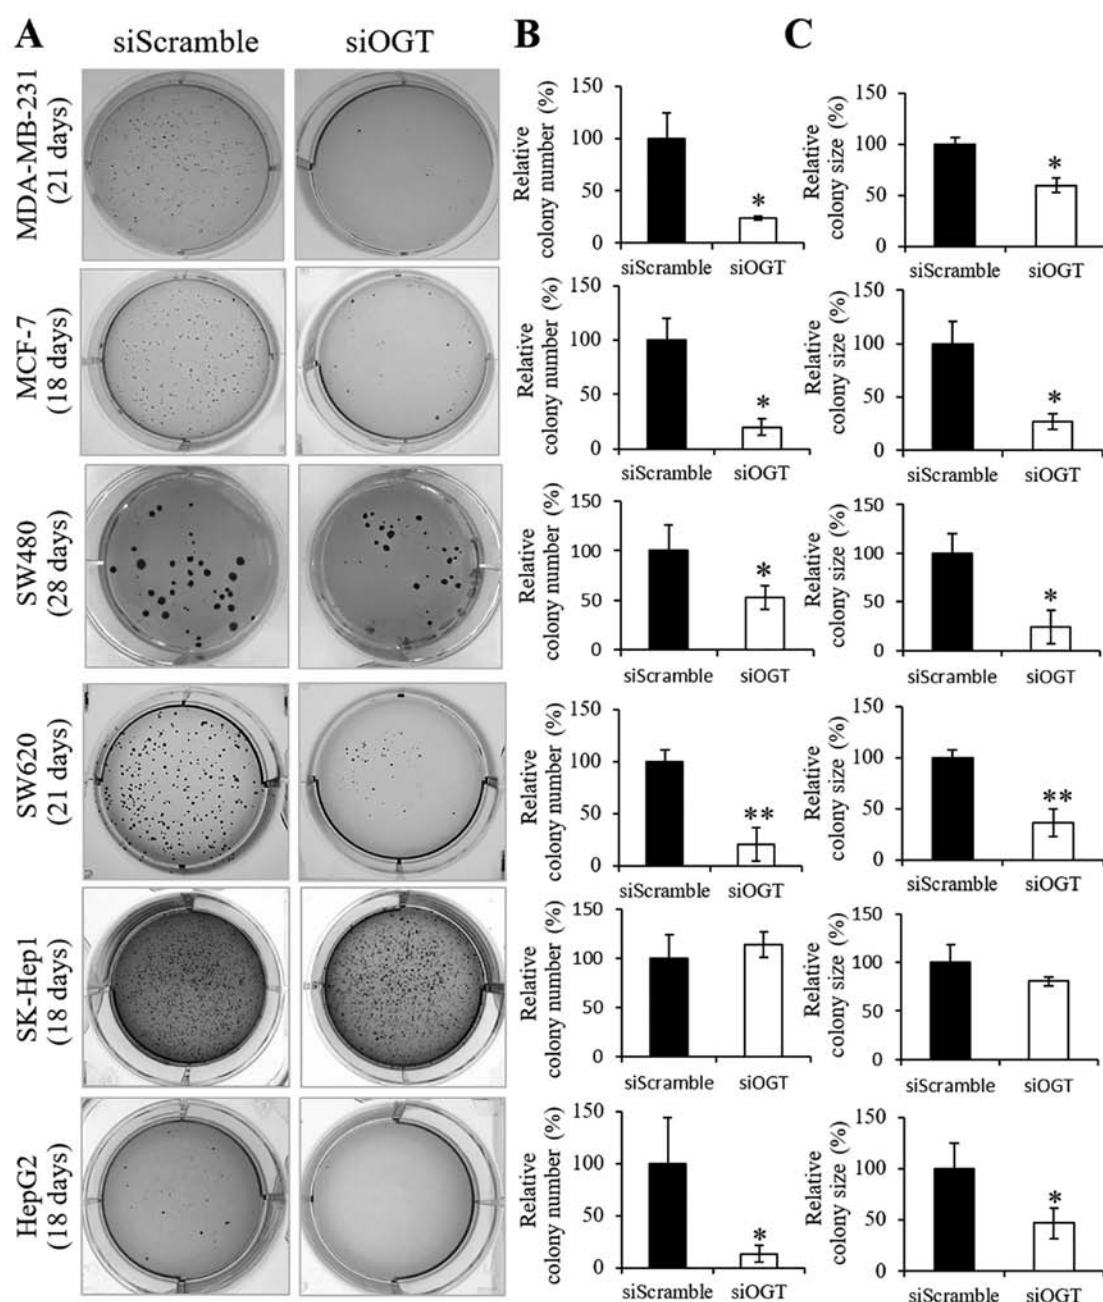 A
siScramble
siOGT
B
C
MDA-MB-231
(21 days)
Relative
colony number (%)
150
100
50
0
*
siScramble
siOGT
Relative
colony size (%)
150
100
50
0
*
siScramble
siOGT
MCF-7
(18 days)
Relative
colony number (%)
150
100
50
0
*
siScramble
siOGT
Relative
colony size (%)
150
100
50
0
*
siScramble
siOGT
SW480
(28 days)
Relative
colony number (%)
150
100
50
0
*
siScramble
siOGT
Relative
colony size (%)
150
100
50
0
*
siScramble
siOGT
SW620
(21 days)
Relative
colony number (%)
150
100
50
0
**
siScramble
siOGT
Relative
colony size (%)
150
100
50
0
**
siScramble
siOGT
SK-Hep1
(18 days)
Relative
colony number (%)
150
100
50
0
siScramble
siOGT
Relative
colony size (%)
150
100
50
0
siScramble
siOGT
HepG2
(18 days)
Relative
colony number (%)
150
100
50
0
*
siScramble
siOGT
Relative
colony size (%)
150
100
50
0
*
siScramble
siOGT